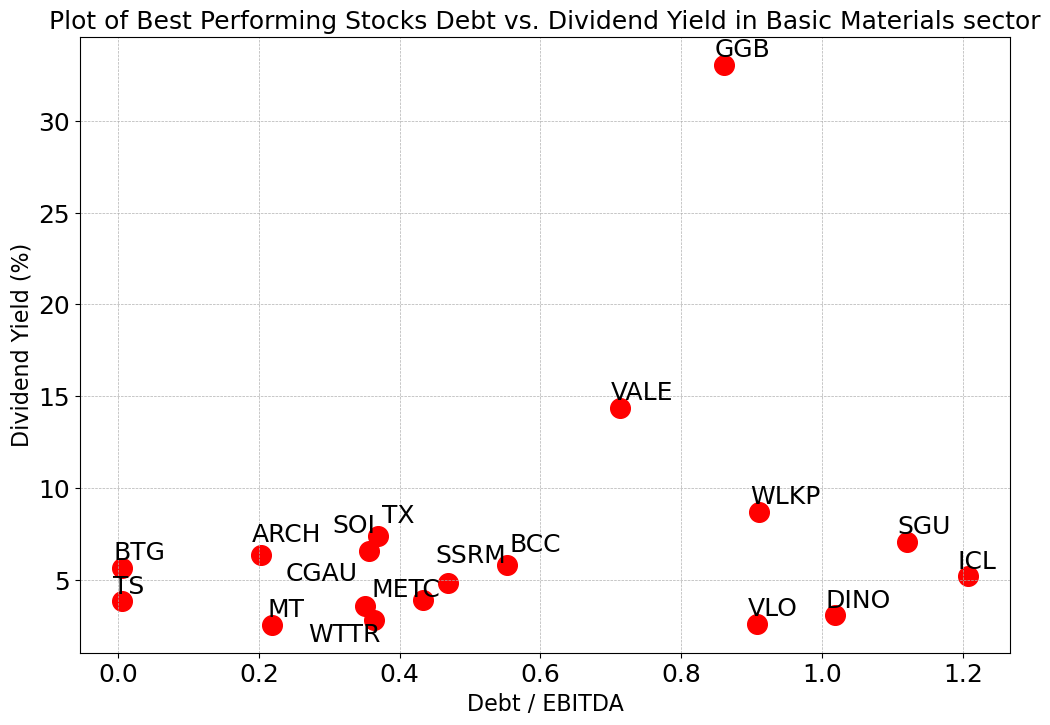 Plot of Best Performing Stocks Debt vs. Dividend Yield in Basic Materials sector
GGB
30
25
20
Dividend Yield (%)
15
VALE
10
WLKP
TX
SOI
ARCH
SGU
BCC
BTG
SSRM
ICL
CGAU
5
TS
METC
DINO
MT
VLO
WTTR
0.0 0.2 0.4 0.6 0.8 1.0 1.2
Debt / EBITDA